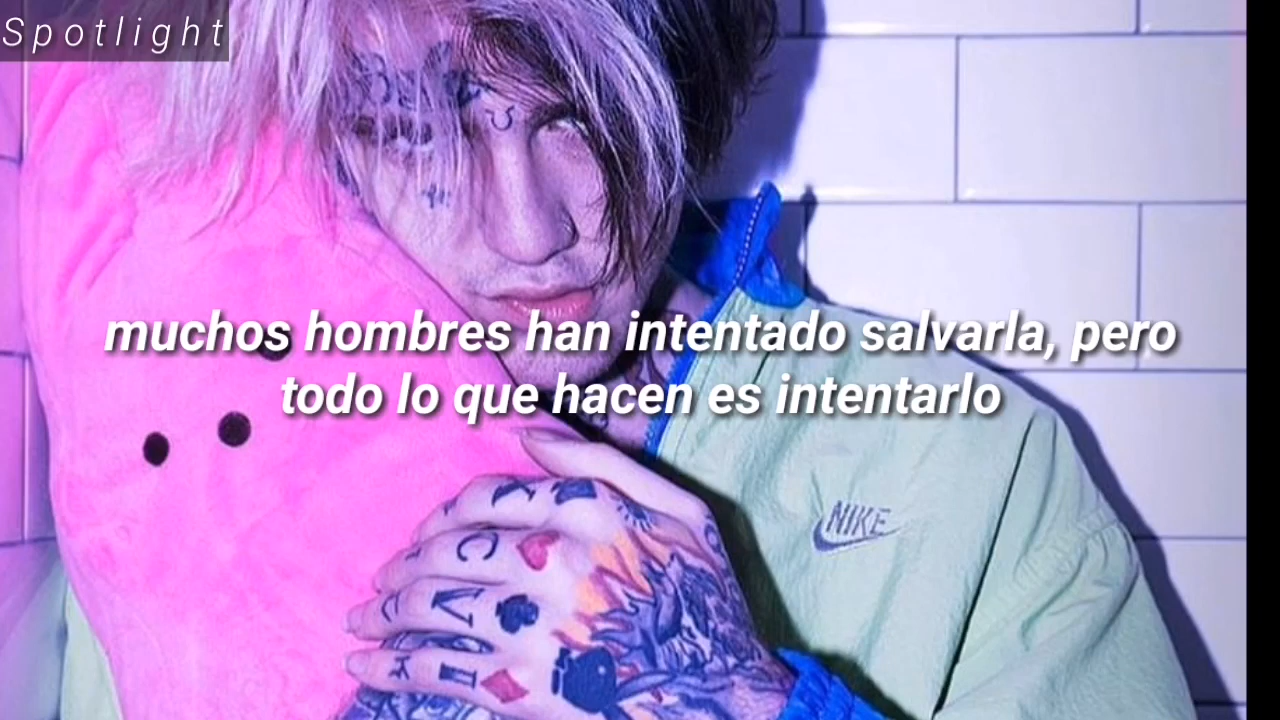 Spotlight
muchos hombres han intentado salvarla, pero
todo lo que hacen es intentarlo
NIKE